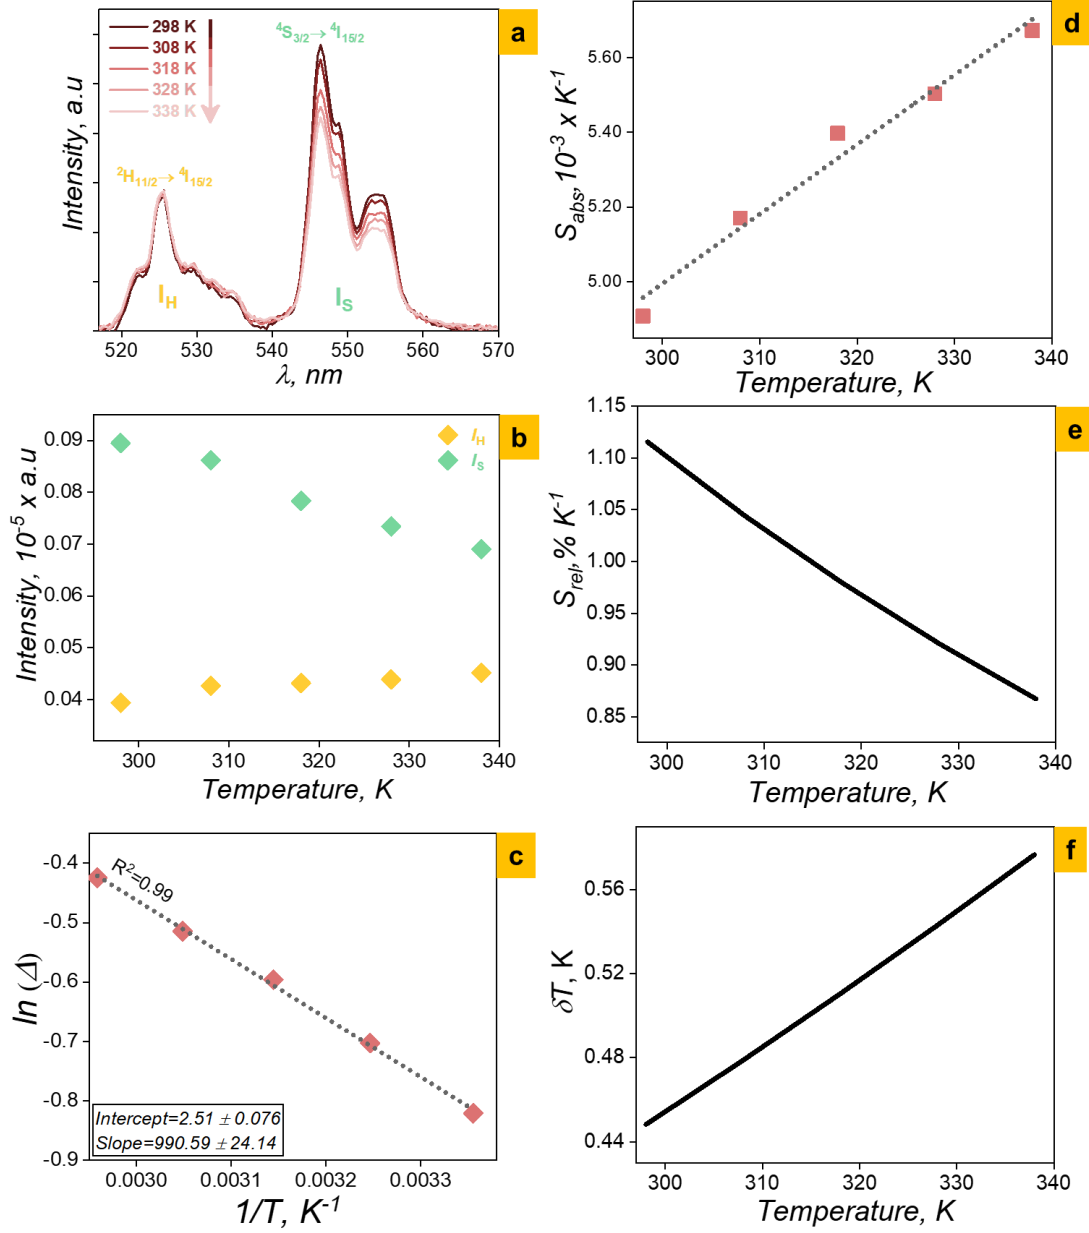 a
298 K
308 K
318 K
328 K
338 K
⁴S₃/₂→⁴I₁₅/₂
²H₁₁/₂→⁴I₁₅/₂
I_H
I_S
Intensity, a.u
520 530 540 550 560 570
λ, nm
b
I_H
I_S
0.09
0.08
0.07
0.06
0.05
0.04
Intensity, 10⁻⁵ x a.u
300 310 320 330 340
Temperature, K
c
R²=0.99
-0.4
-0.5
-0.6
-0.7
-0.8
-0.9
ln (Δ)
Intercept=2.51 ± 0.076
Slope=990.59 ± 24.14
0.0030 0.0031 0.0032 0.0033
1/T, K⁻¹
d
5.60
5.40
5.20
5.00
S_abs, 10⁻³ x K⁻¹
300 310 320 330 340
Temperature, K
e
1.15
1.10
1.05
1.00
0.95
0.90
0.85
S_rel, % K⁻¹
300 310 320 330 340
Temperature, K
f
0.56
0.52
0.48
0.44
δT, K
300 310 320 330 340
Temperature, K